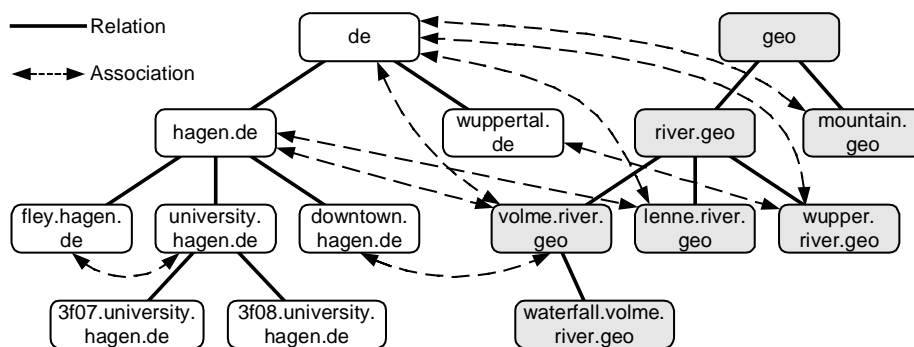 Relation
Association
de
geo
hagen.de
wuppertal.
de
river.geo
mountain.
geo
fley.hagen.
de
university.
hagen.de
downtown.
hagen.de
volme.river.
geo
lenne.river.
geo
wupper.
river.geo
3f07.university.
hagen.de
3f08.university.
hagen.de
waterfall.volme.
river.geo